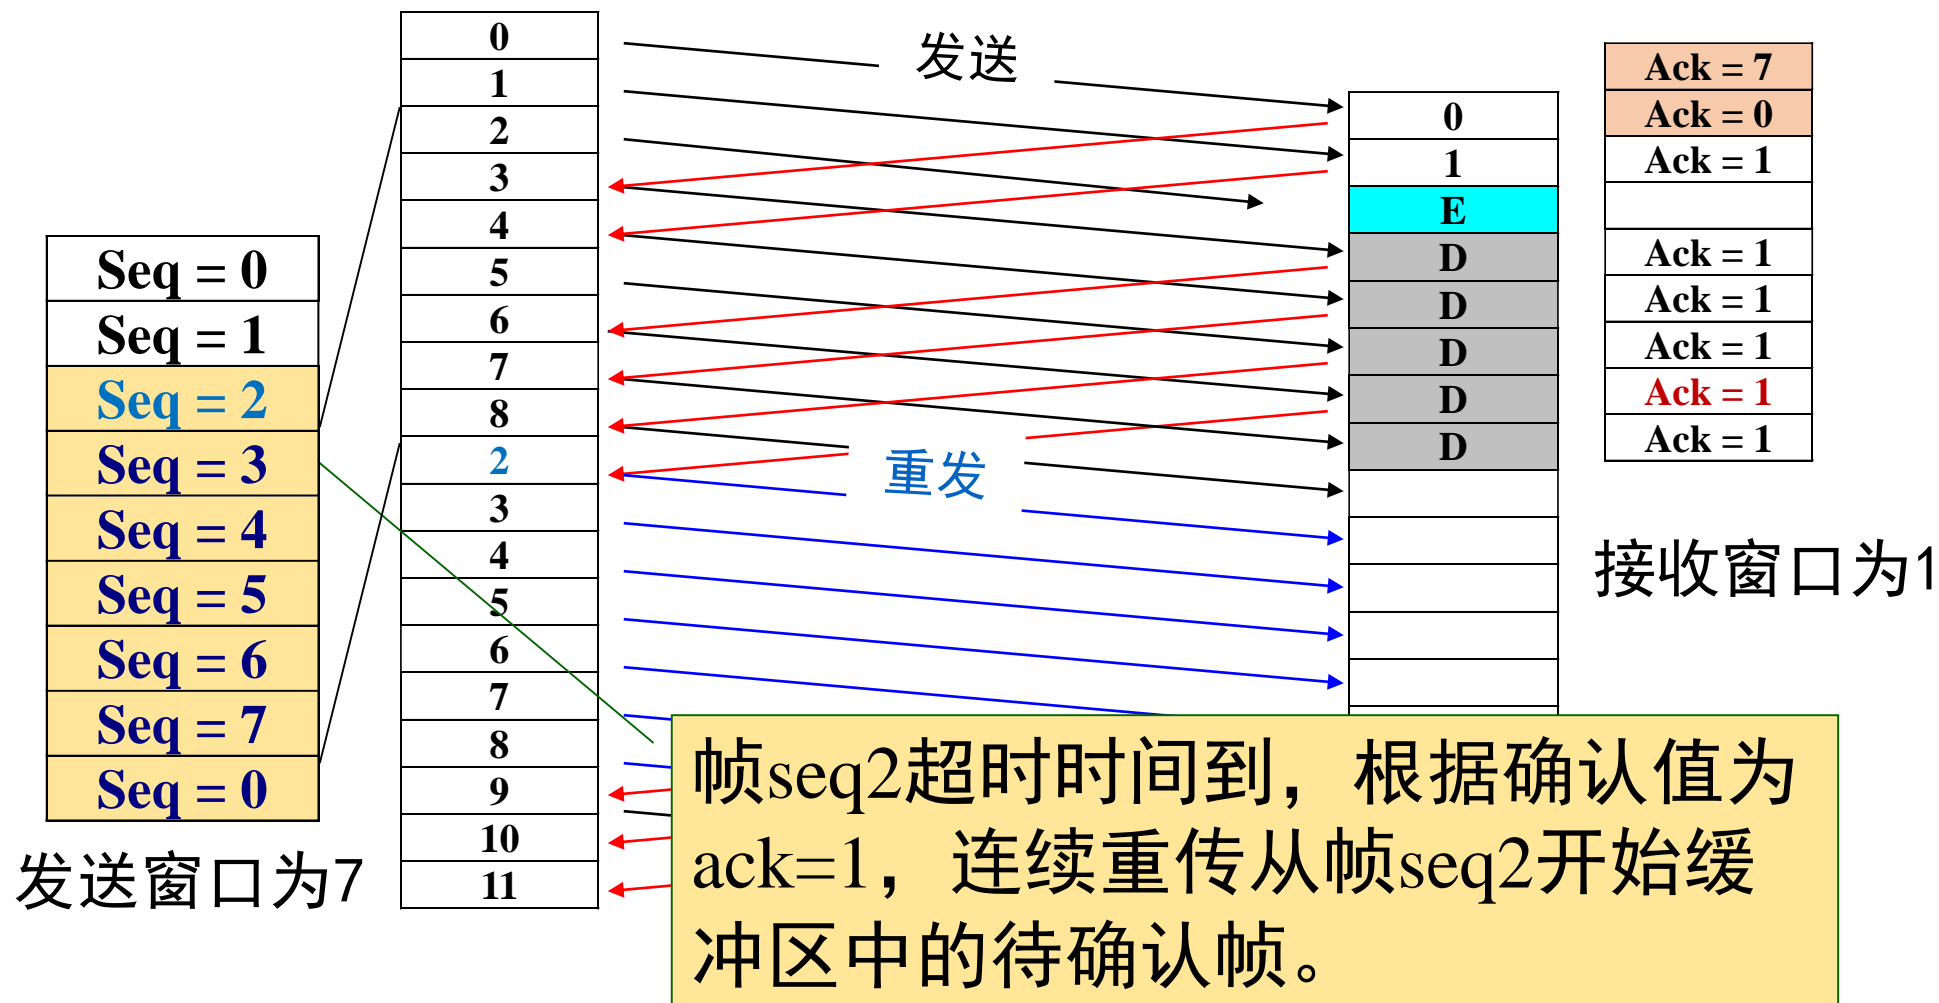 Seq = 0
Seq = 1
Seq = 2
Seq = 3
Seq = 4
Seq = 5
Seq = 6
Seq = 7
Seq = 0
发送窗口为7
0
1
2
3
4
5
6
7
8
2
3
4
5
6
7
8
9
10
11
发送
重发
0
1
E
D
D
D
D
D
Ack = 7
Ack = 0
Ack = 1
Ack = 1
Ack = 1
Ack = 1
Ack = 1
Ack = 1
接收窗口为1
帧seq2超时时间到，根据确认值为
ack=1，连续重传从帧seq2开始缓
冲区中的待确认帧。